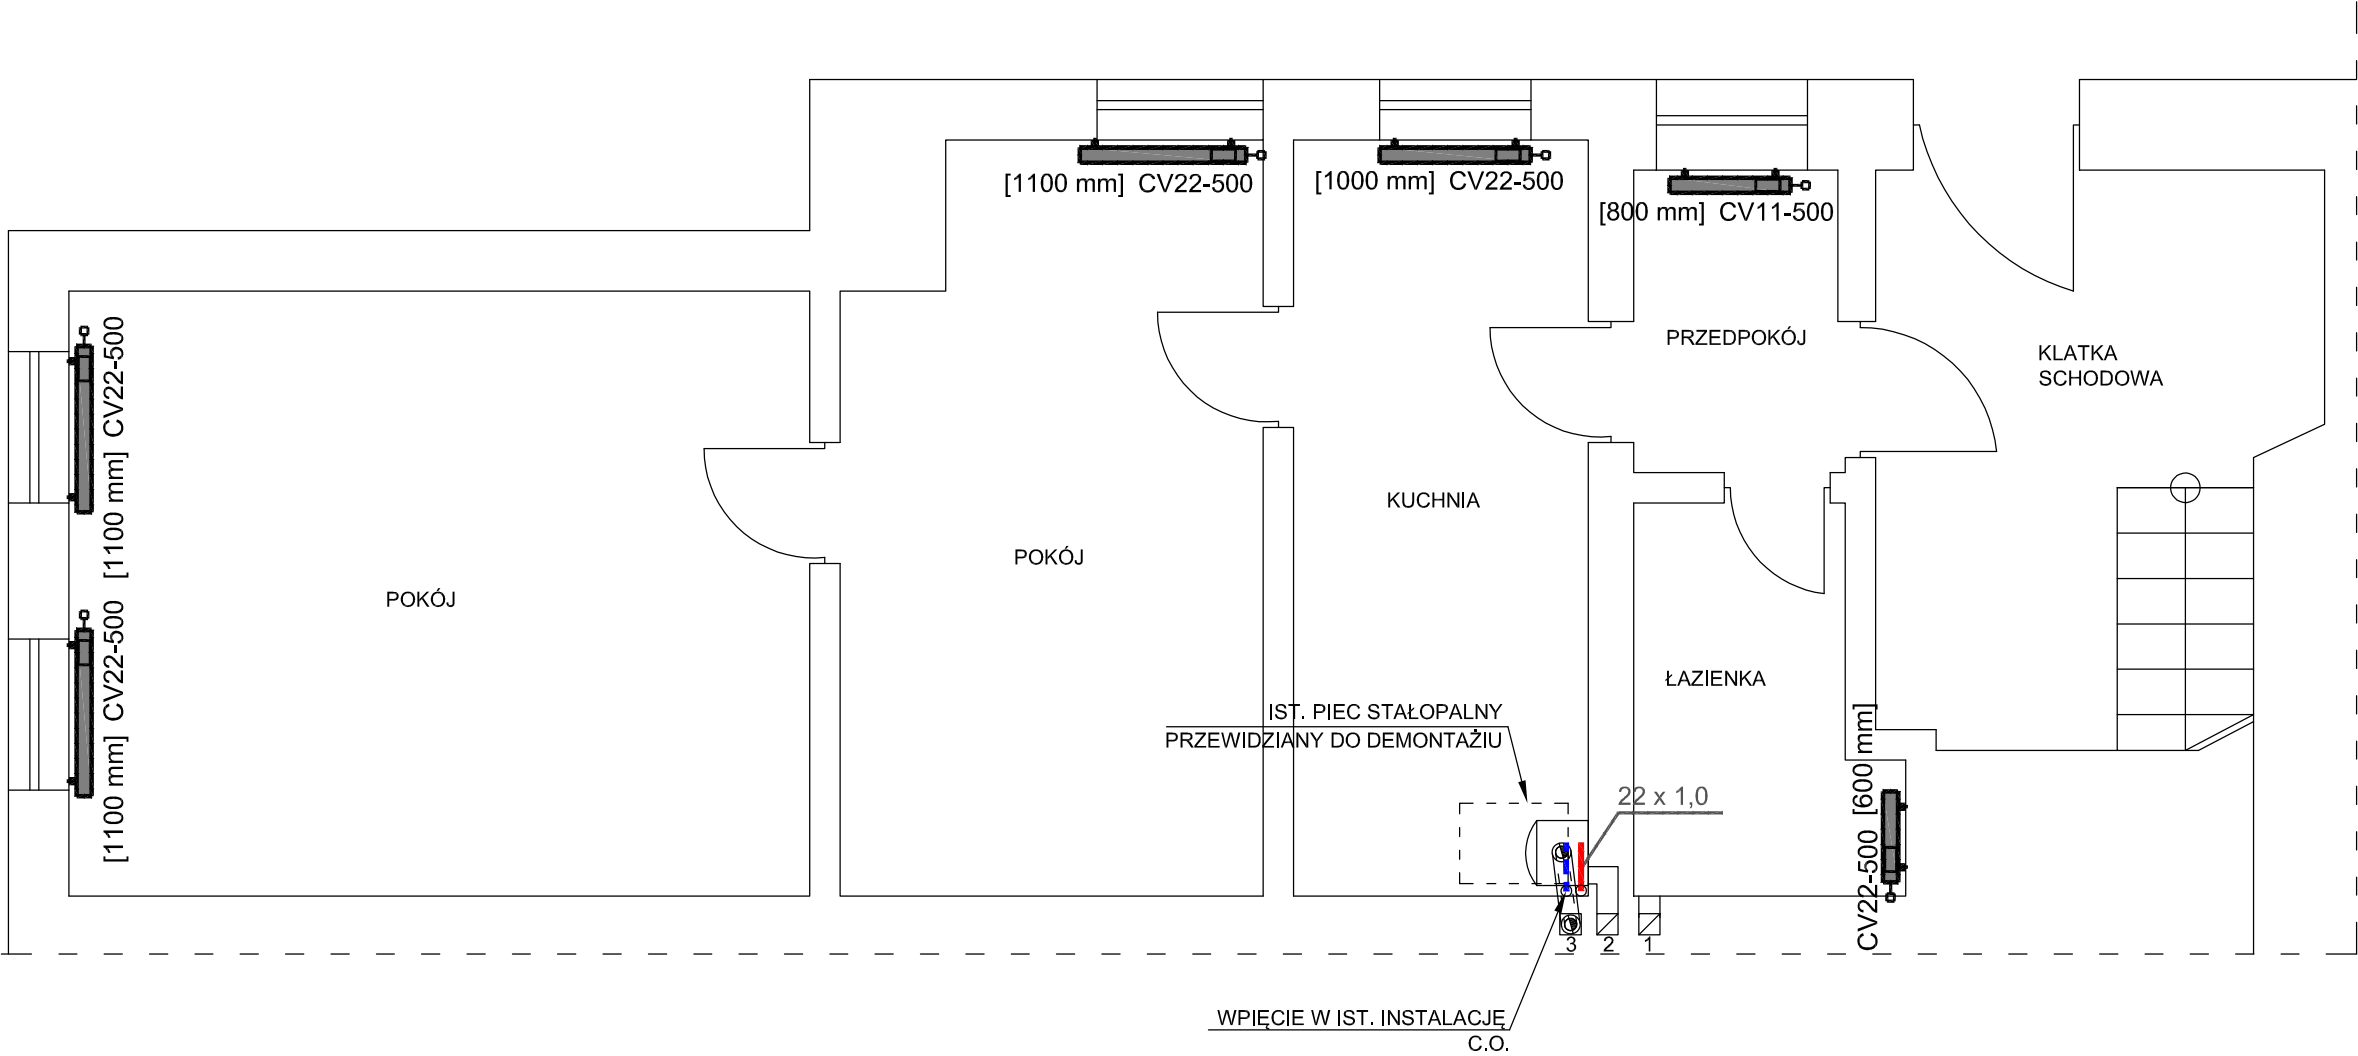 [1100 mm] CV22-500
[1000 mm] CV22-500
[800 mm] CV11-500
[1100 mm] CV22-500
PRZEDPOKÓJ
KLATKA
SCHODOWA
KUCHNIA
POKÓJ
POKÓJ
[1100 mm] CV22-500
ŁAZIENKA
IST. PIEC STAŁOPALNY
PRZEWIDZIANY DO DEMONTAŻIU
22 x 1,0
CV22-500 [600 mm]
3 2 1
WPIĘCIE W IST. INSTALACJĘ
C.O.